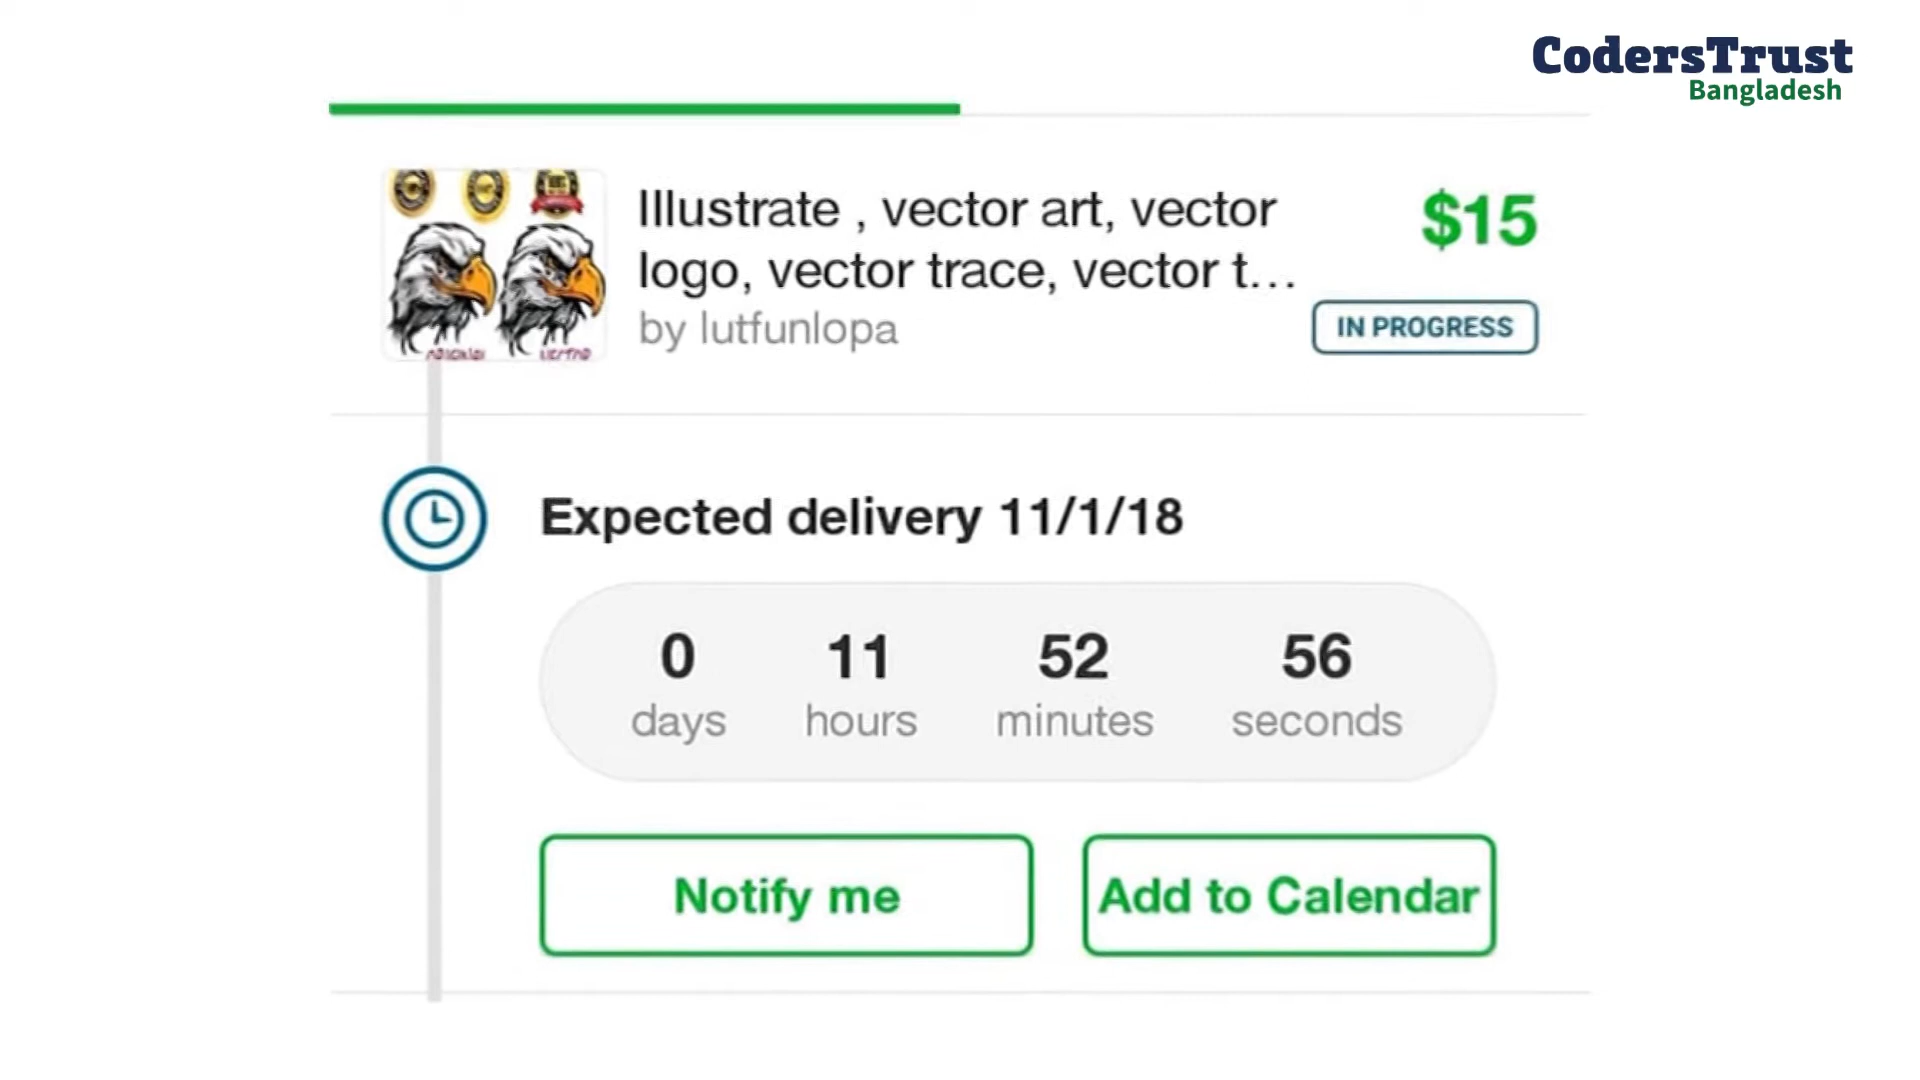 CodersTrust
Bangladesh
Illustrate , vector art, vector
logo, vector trace, vector t...
by lutfunlopa
$15
IN PROGRESS
Expected delivery 11/1/18
0 11 52 56
days hours minutes seconds
Notify me
Add to Calendar